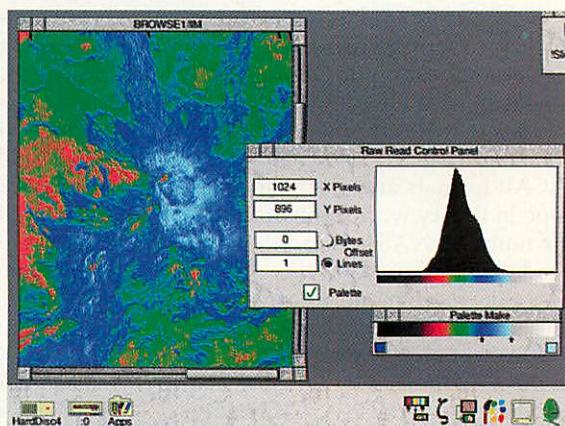 BROWSE1/IM
Raw Read Control Panel
1024 X Pixels
896 Y Pixels
0 Bytes
Offset
1 Lines
Palette
Palette Make
HardDisc4 :0 Apps